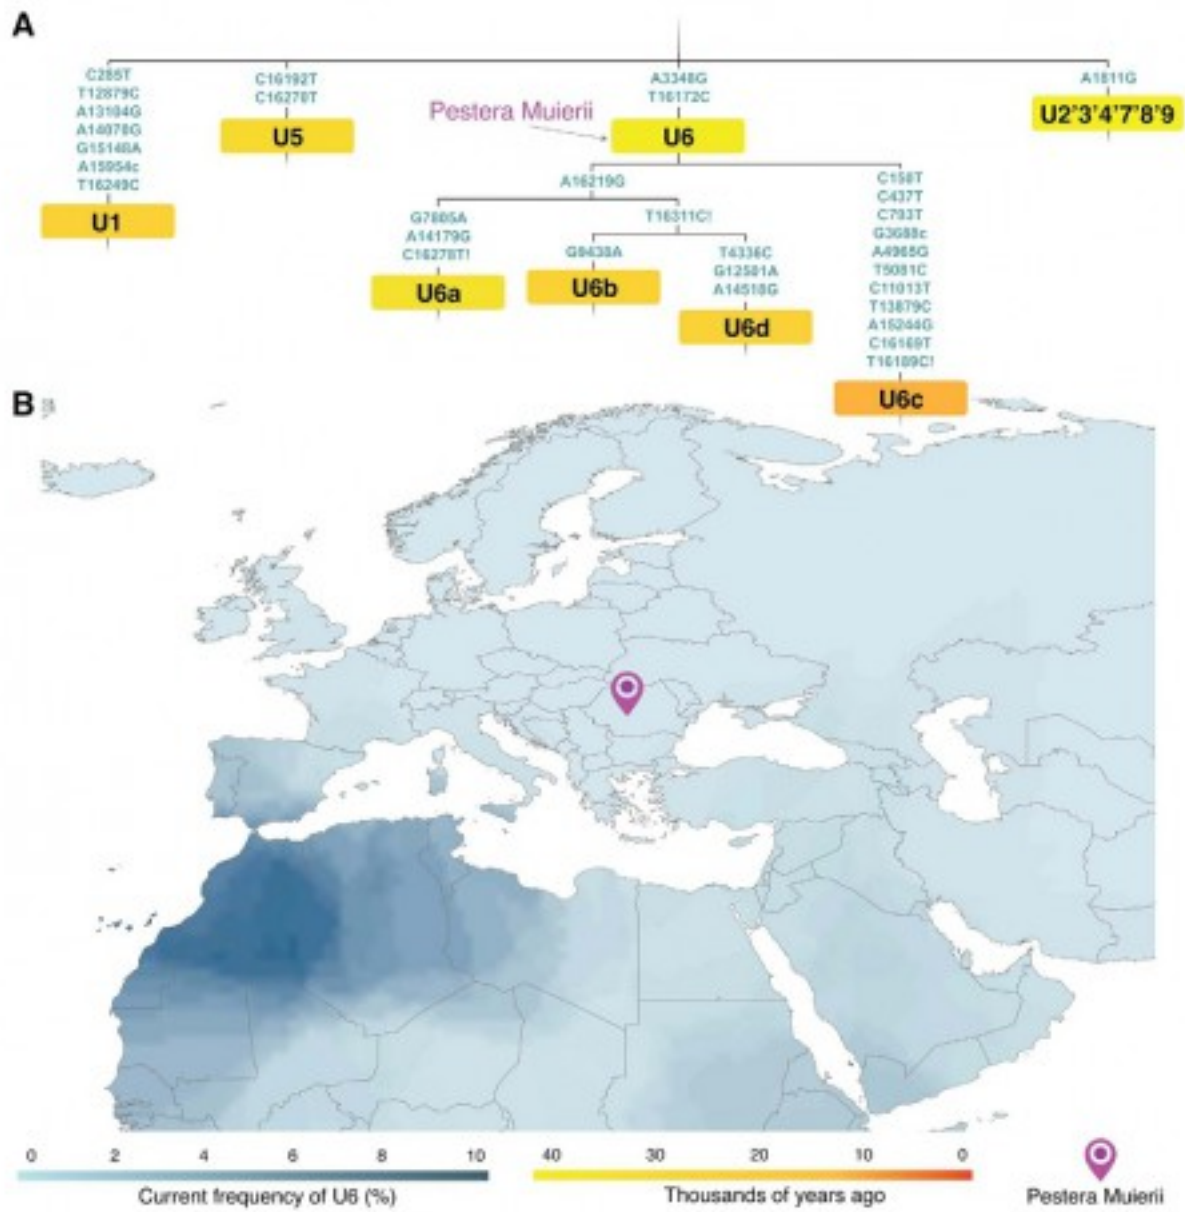 A
C285T
T12879C
A13104G
A14070G
G15148A
A15954c
T16249C
U1
C16192T
C16270T
U5
Pestera Muierii
A3348G
T16172C
U6
A1811G
U2'3'4'7'8'9
A16219G
G7805A
A14179G
C16278T!
U6a
T16311C!
G9438A
U6b
T4336C
G12501A
A14518G
U6d
C150T
C437T
C793T
G3688c
A4965G
T5081C
C11013T
T13879C
A15244G
C16169T
T16189C!
U6c
B
0 2 4 6 8 10
Current frequency of U6 (%)
40 30 20 10 0
Thousands of years ago
Pestera Muierii